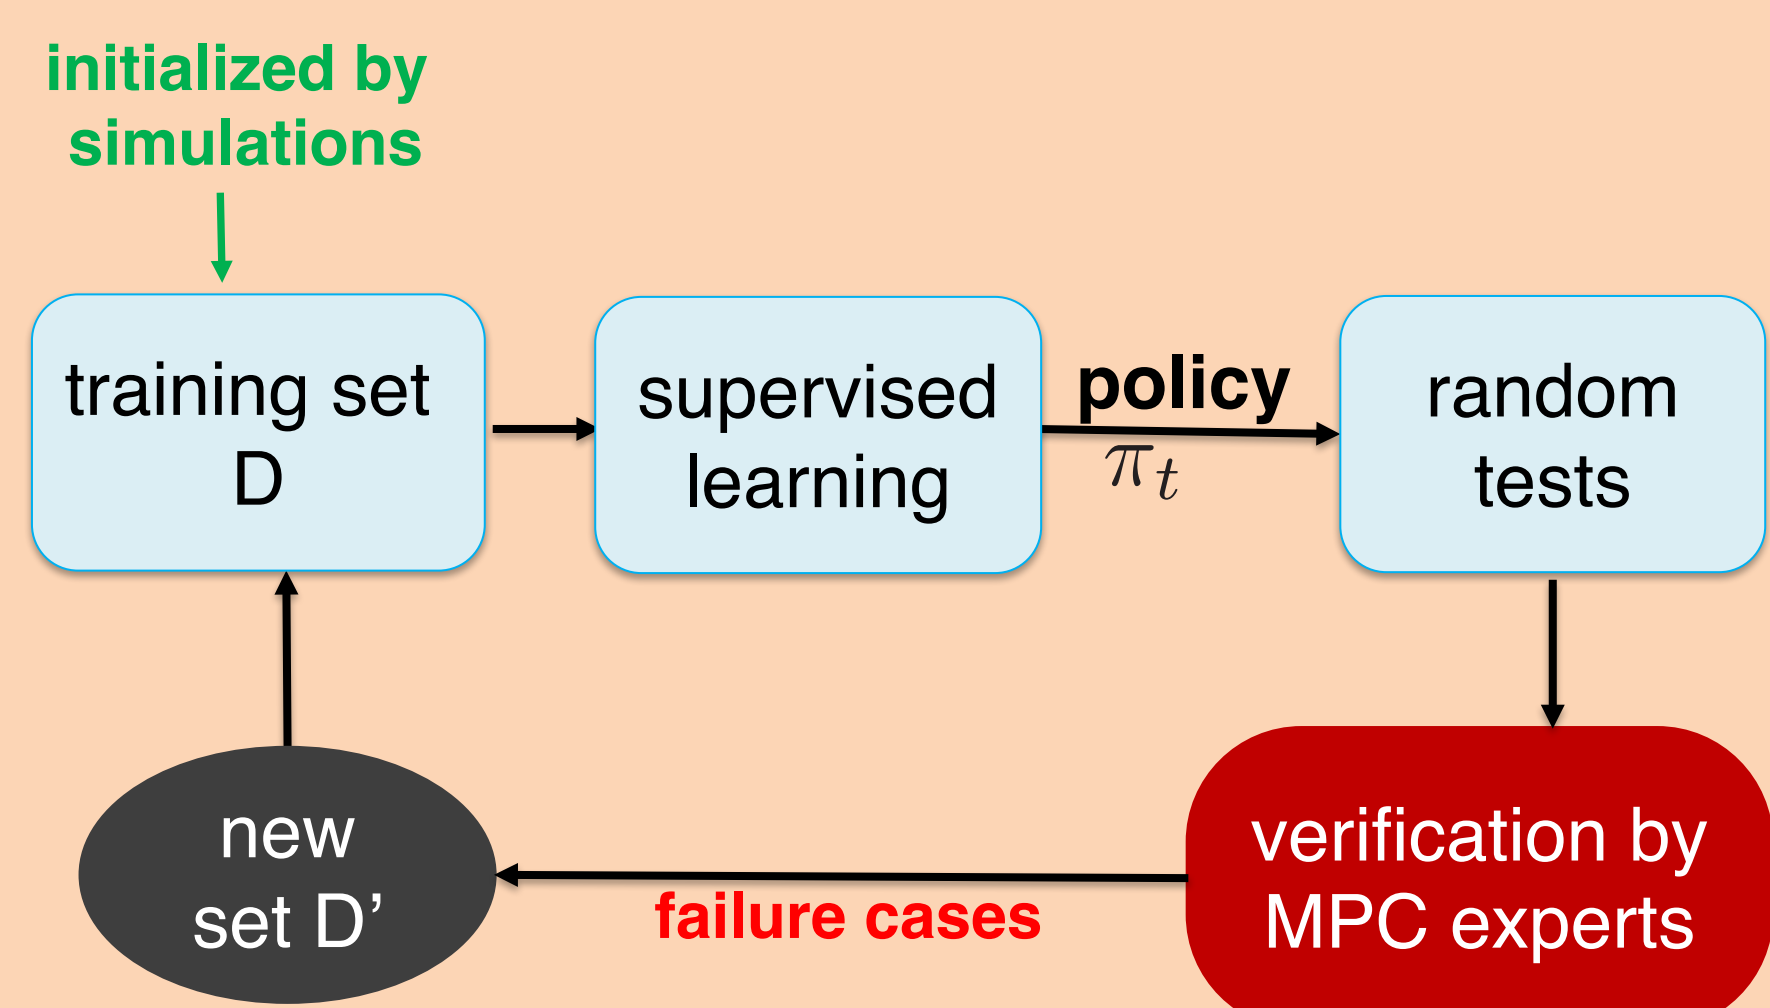 initialized by
simulations
training set
D
supervised
learning
policy
πt
random
tests
new
set D’
failure cases
verification by
MPC experts